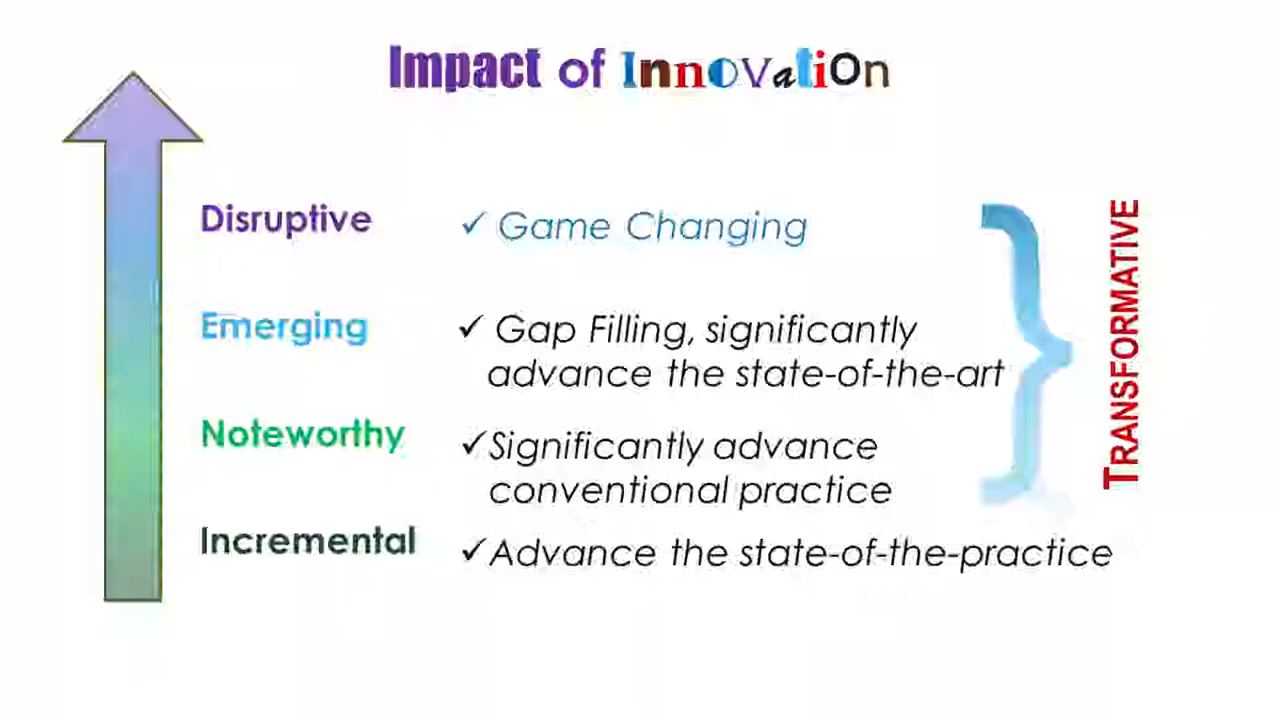 Impact of InnoVatiOn
Disruptive
✓ Game Changing
Emerging
✓ Gap Filling, significantly
advance the state-of-the-art
Noteworthy
✓Significantly advance
conventional practice
Incremental
✓Advance the state-of-the-practice
TRANSFORMATIVE